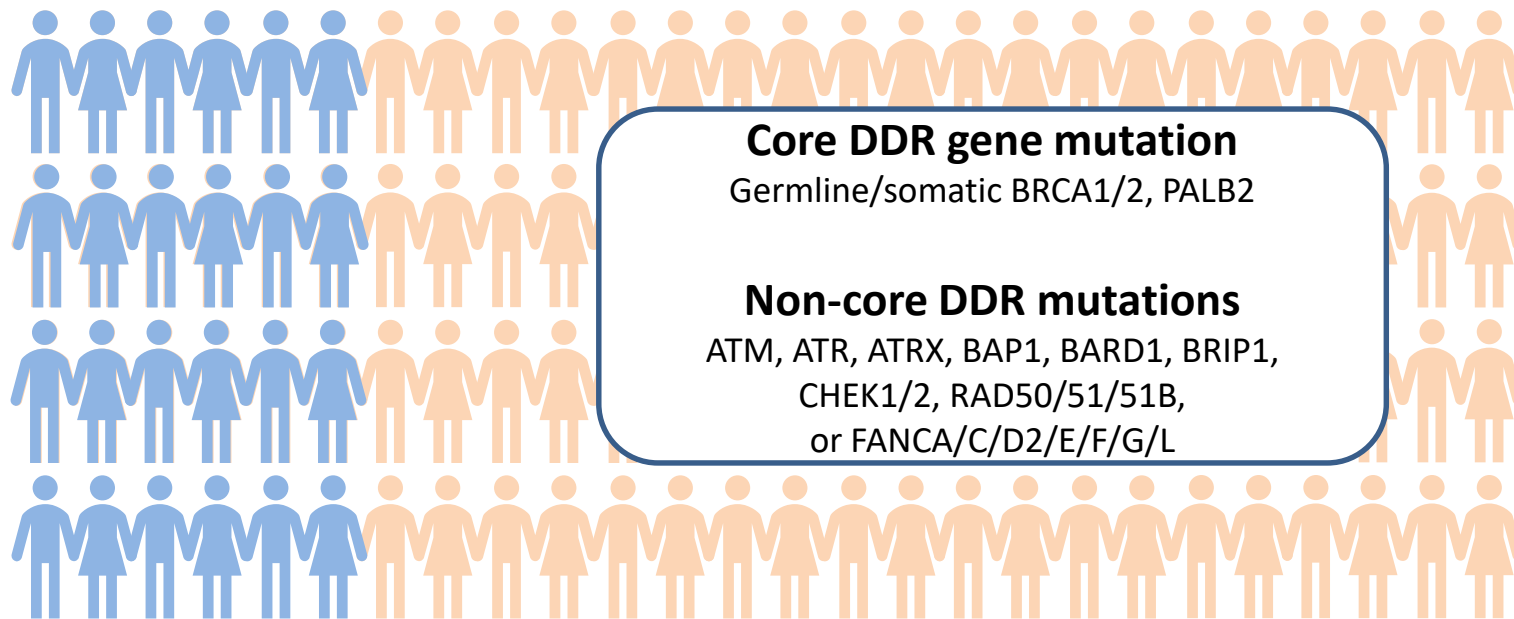 Core DDR gene mutation
Germline/somatic BRCA1/2, PALB2
Non-core DDR mutations
ATM, ATR, ATRX, BAP1, BARD1, BRIP1,
CHEK1/2, RAD50/51/51B,
or FANCA/C/D2/E/F/G/L